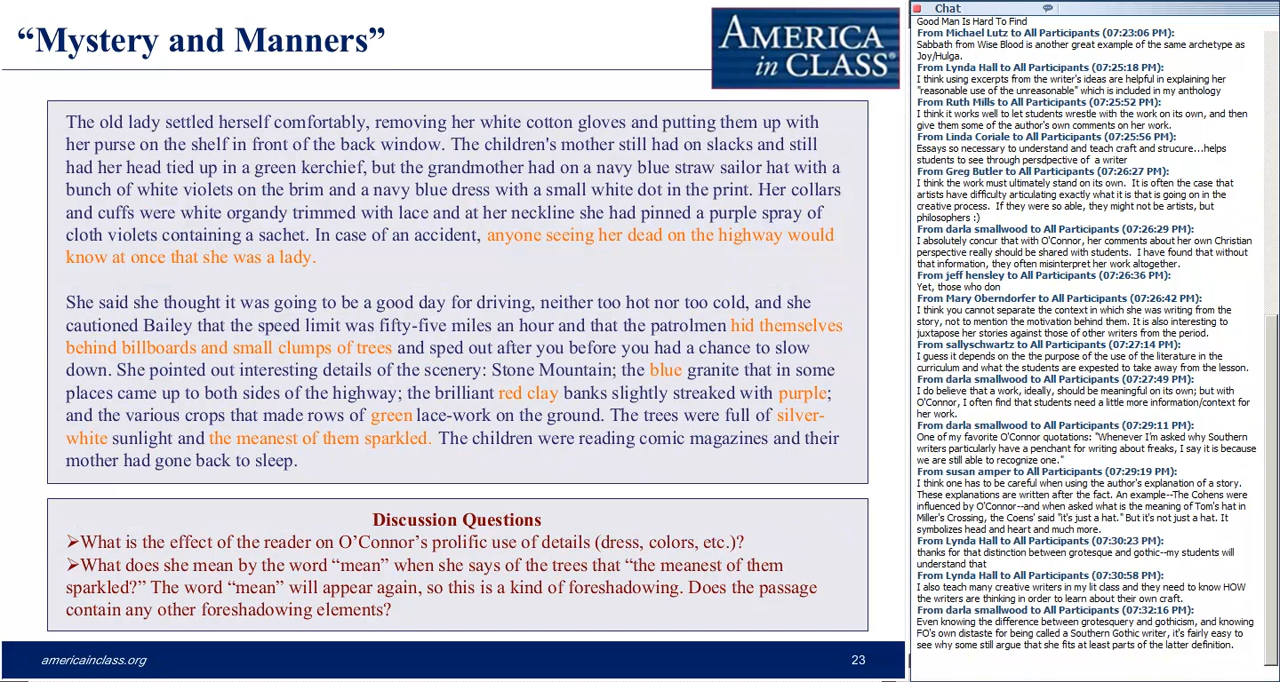 “Mystery and Manners”
AMERICA
in CLASS
The old lady settled herself comfortably, removing her white cotton gloves and putting them up with
her purse on the shelf in front of the back window. The children's mother still had on slacks and still
had her head tied up in a green kerchief, but the grandmother had on a navy blue straw sailor hat with a
bunch of white violets on the brim and a navy blue dress with a small white dot in the print. Her collars
and cuffs were white organdy trimmed with lace and at her neckline she had pinned a purple spray of
cloth violets containing a sachet. In case of an accident, anyone seeing her dead on the highway would
know at once that she was a lady.
She said she thought it was going to be a good day for driving, neither too hot nor too cold, and she
cautioned Bailey that the speed limit was fifty-five miles an hour and that the patrolmen hid themselves
behind billboards and small clumps of trees and sped out after you before you had a chance to slow
down. She pointed out interesting details of the scenery: Stone Mountain; the blue granite that in some
places came up to both sides of the highway; the brilliant red clay banks slightly streaked with purple;
and the various crops that made rows of green lace-work on the ground. The trees were full of silver-
white sunlight and the meanest of them sparkled. The children were reading comic magazines and their
mother had gone back to sleep.
Discussion Questions
➢What is the effect of the reader on O’Connor’s prolific use of details (dress, colors, etc.)?
➢What does she mean by the word “mean” when she says of the trees that “the meanest of them
sparkled?” The word “mean” will appear again, so this is a kind of foreshadowing. Does the passage
contain any other foreshadowing elements?
americainclass.org
23
Chat
Good Man Is Hard To Find
From Michael Lutz to All Participants (07:23:06 PM):
Sabbath from Wise Blood is another great example of the same archetype as
Joy/Hulga.
From Lynda Hall to All Participants (07:25:18 PM):
I think using excerpts from the writer's ideas are helpful in explaining her
"reasonable use of the unreasonable" which is included in my anthology
From Ruth Mills to All Participants (07:25:52 PM):
I think it works well to let students wrestle with the work on its own, and then
give them some of the author's own comments on her work.
From Linda Coriale to All Participants (07:25:56 PM):
Essays so necessary to understand and teach craft and strucure...helps
students to see through persdpective of a writer
From Greg Butler to All Participants (07:26:27 PM):
I think the work must ultimately stand on its own. It is often the case that
artists have difficulty articulating exactly what it is that is going on in the
creative process. If they were so able, they might not be artists, but
philosophers :)
From darla smallwood to All Participants (07:26:29 PM):
I absolutely concur that with O'Connor, her comments about her own Christian
perspective really should be shared with students. I have found that without
that information, they often misinterpret her work altogether.
From jeff hensley to All Participants (07:26:36 PM):
Yet, those who don
From Mary Oberndorfer to All Participants (07:26:42 PM):
I think you cannot separate the context in which she was writing from the
story, not to mention the motivation behind them. It is also interesting to
juxtapose her stories against those of other writers from the period.
From sallyschwartz to All Participants (07:27:14 PM):
I guess it depends on the the purpose of the use of the literature in the
curriculum and what the students are expected to take away from the lesson.
From darla smallwood to All Participants (07:27:49 PM):
I do believe that a work, ideally, should be meaningful on its own; but with
O'Connor, I often find that students need a little more information/context for
her work.
From darla smallwood to All Participants (07:29:11 PM):
One of my favorite O'Connor quotations: "Whenever I'm asked why Southern
writers particularly have a penchant for writing about freaks, I say it is because
we are still able to recognize one."
From susan amper to All Participants (07:29:19 PM):
I think one has to be careful when using the author's explanation of a story.
These explanations are written after the fact. An example--The Cohens were
influenced by O'Connor--and when asked what is the meaning of Tom's hat in
Miller's Crossing, the Coens' said "it's just a hat." But it's not just a hat. It
symbolizes head and heart and much more.
From Lynda Hall to All Participants (07:30:23 PM):
thanks for that distinction between grotesque and gothic--my students will
understand that
From Lynda Hall to All Participants (07:30:58 PM):
I also teach many creative writers in my lit class and they need to know HOW
the writers are thinking in order to learn about their own craft.
From darla smallwood to All Participants (07:32:16 PM):
Even knowing the difference between grotesquery and gothicism, and knowing
FO's own distaste for being called a Southern Gothic writer, it's fairly easy to
see why some still argue that she fits at least parts of the latter definition.